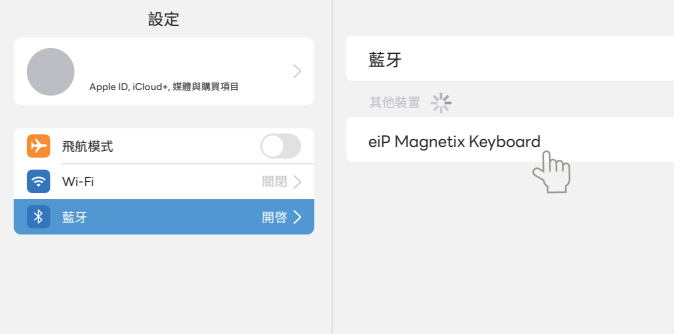 設定
Apple ID, iCloud+, 媒體與購買項目
飛航模式
Wi-Fi 關閉
藍牙 開啓
藍牙
其他裝置
eiP Magnetix Keyboard